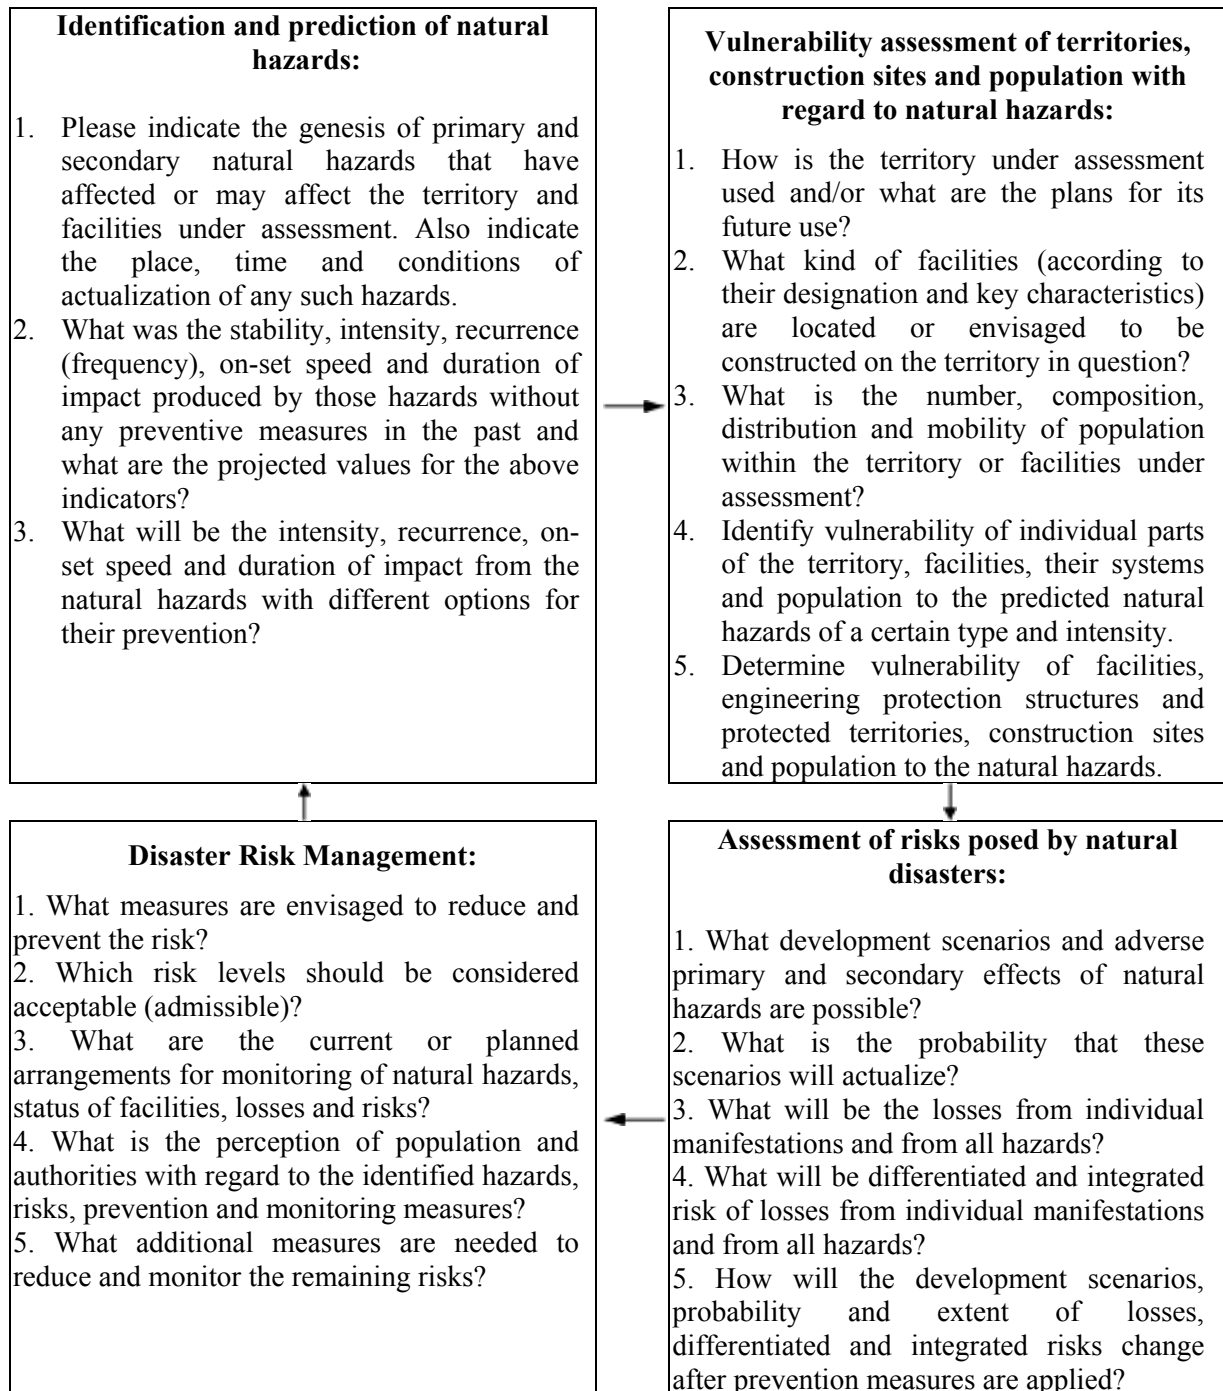 Identification and prediction of natural
hazards:
1. Please indicate the genesis of primary and
secondary natural hazards that have
affected or may affect the territory and
facilities under assessment. Also indicate
the place, time and conditions of
actualization of any such hazards.
2. What was the stability, intensity, recurrence
(frequency), on-set speed and duration of
impact produced by those hazards without
any preventive measures in the past and
what are the projected values for the above
indicators?
3. What will be the intensity, recurrence, on-
set speed and duration of impact from the
natural hazards with different options for
their prevention?
Vulnerability assessment of territories,
construction sites and population with
regard to natural hazards:
1. How is the territory under assessment
used and/or what are the plans for its
future use?
2. What kind of facilities (according to
their designation and key characteristics)
are located or envisaged to be
constructed on the territory in question?
3. What is the number, composition,
distribution and mobility of population
within the territory or facilities under
assessment?
4. Identify vulnerability of individual parts
of the territory, facilities, their systems
and population to the predicted natural
hazards of a certain type and intensity.
5. Determine vulnerability of facilities,
engineering protection structures and
protected territories, construction sites
and population to the natural hazards.
Assessment of risks posed by natural
disasters:
1. What development scenarios and adverse
primary and secondary effects of natural
hazards are possible?
2. What is the probability that these
scenarios will actualize?
3. What will be the losses from individual
manifestations and from all hazards?
4. What will be differentiated and integrated
risk of losses from individual manifestations
and from all hazards?
5. How will the development scenarios,
probability and extent of losses,
differentiated and integrated risks change
after prevention measures are applied?
Disaster Risk Management:
1. What measures are envisaged to reduce and
prevent the risk?
2. Which risk levels should be considered
acceptable (admissible)?
3. What are the current or planned
arrangements for monitoring of natural hazards,
status of facilities, losses and risks?
4. What is the perception of population and
authorities with regard to the identified hazards,
risks, prevention and monitoring measures?
5. What additional measures are needed to
reduce and monitor the remaining risks?